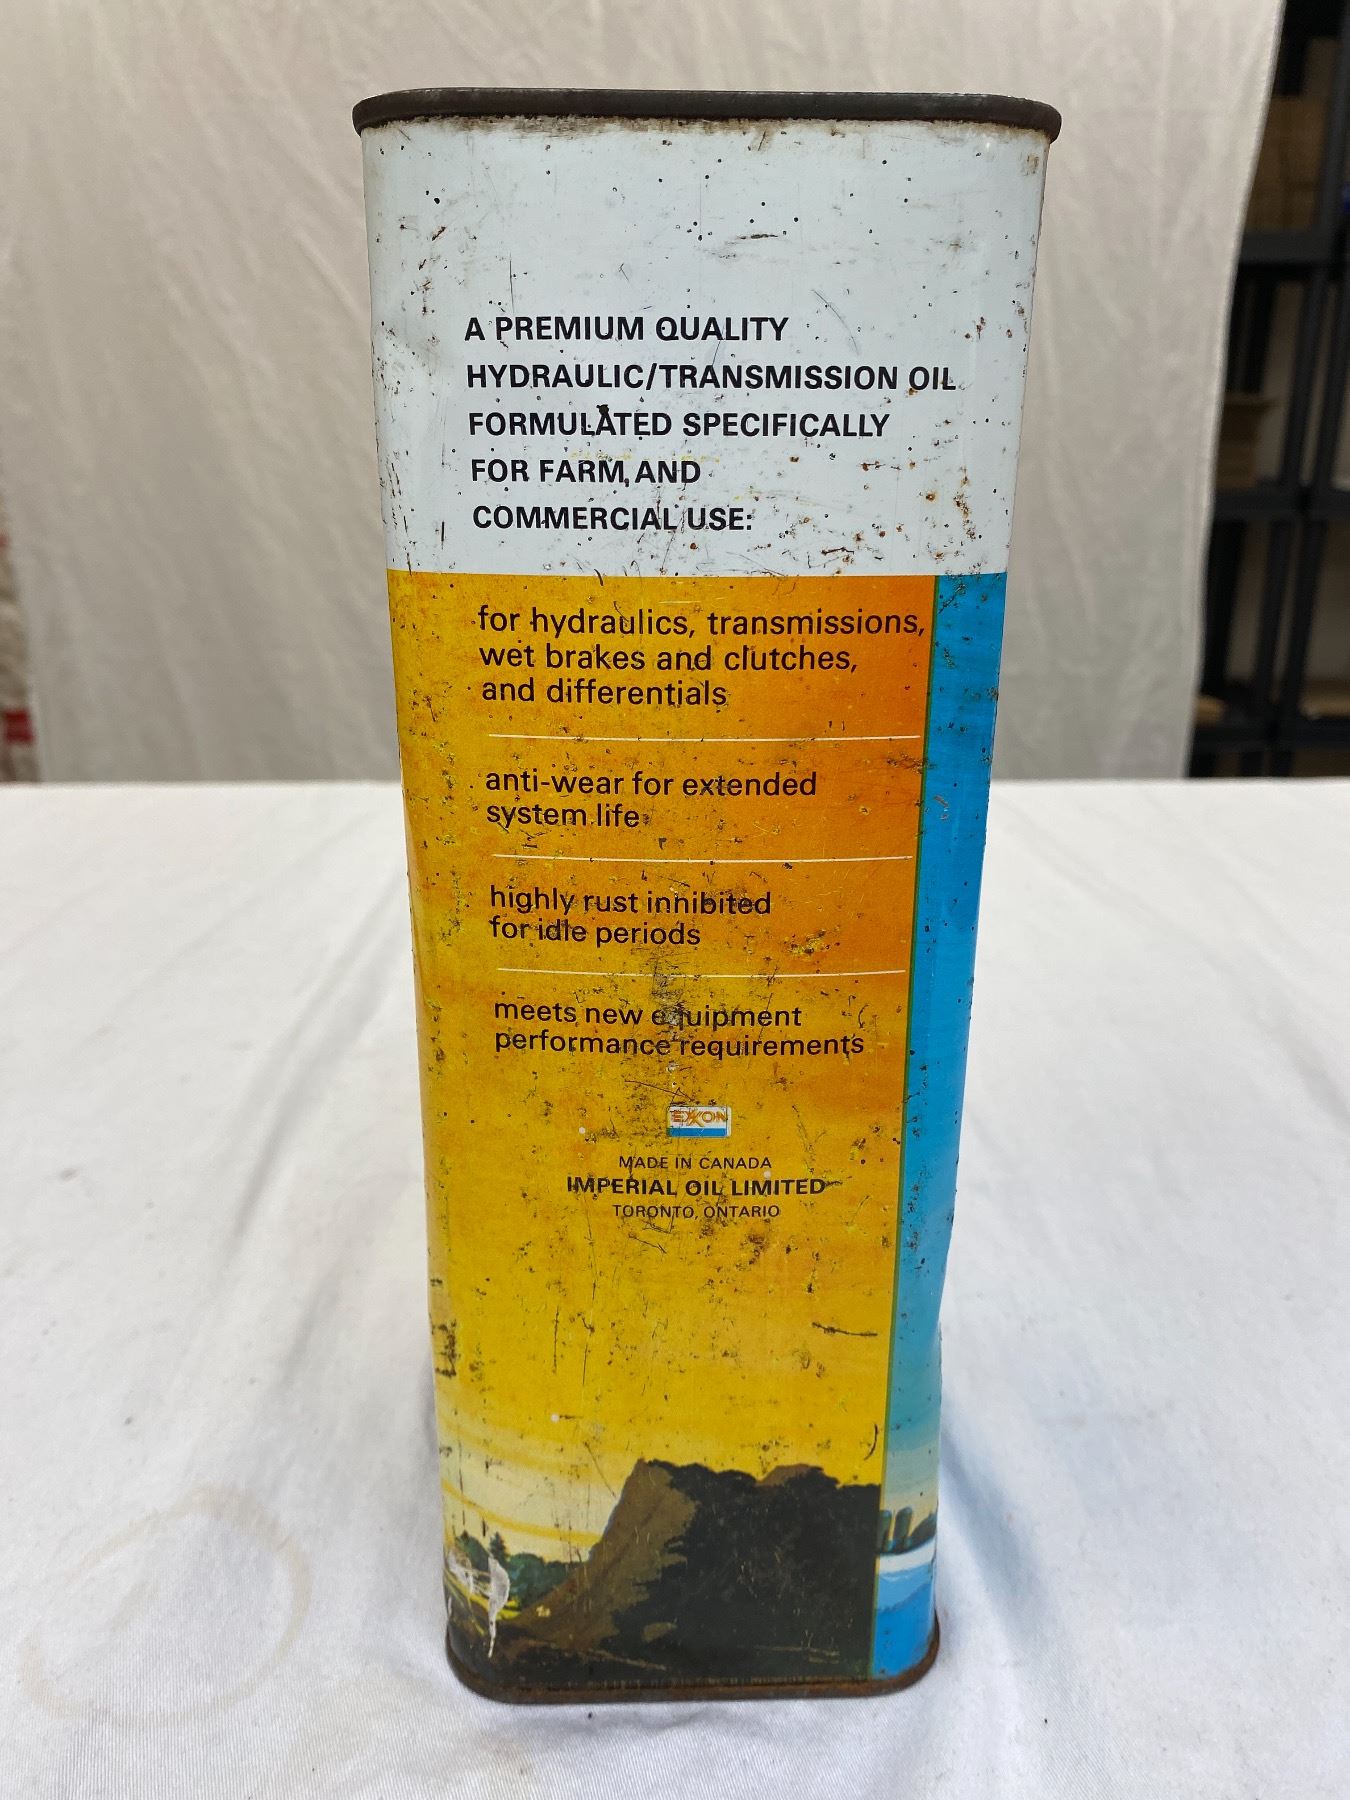 A PREMIUM QUALITY
HYDRAULIC/TRANSMISSION OIL
FORMULATED SPECIFICALLY
FOR FARM AND
COMMERCIAL USE:
for hydraulics, transmissions,
wet brakes and clutches,
and differentials
anti-wear for extended
system life
highly rust inhibited
for idle periods
meets new equipment
performance requirements
EXXON
MADE IN CANADA
IMPERIAL OIL LIMITED
TORONTO, ONTARIO